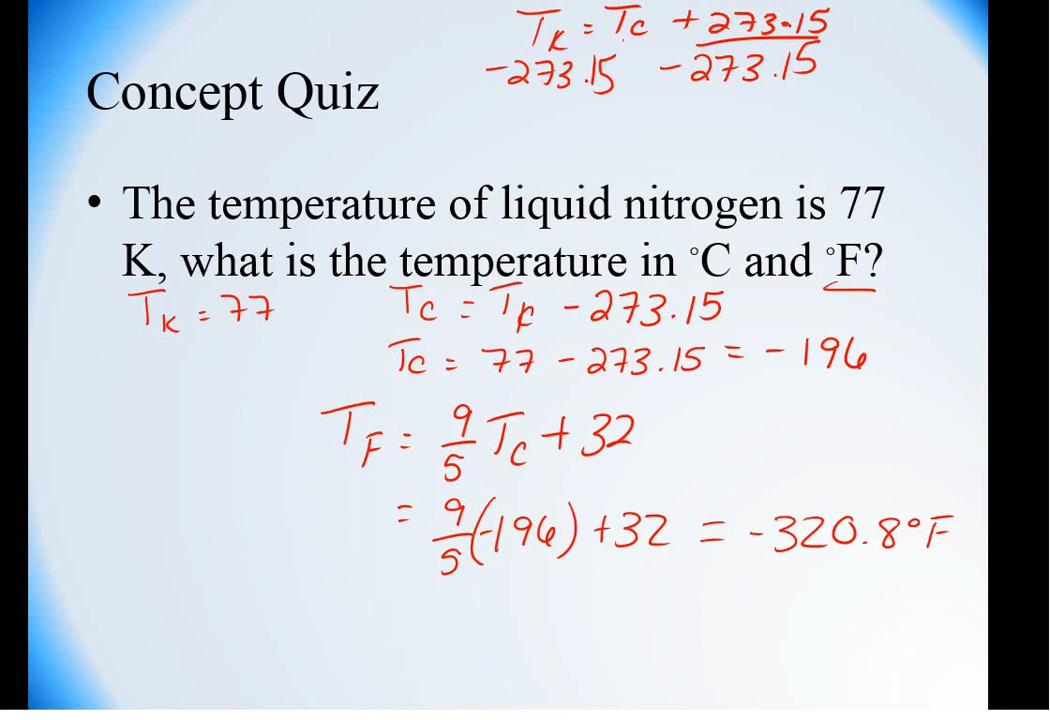 T_K = T_C + 273.15
-273.15 - 273.15
Concept Quiz
• The temperature of liquid nitrogen is 77
K, what is the temperature in °C and °F?
T_K = 77 T_C = T_K - 273.15
T_C = 77 - 273.15 = -196
T_F = 9/5 T_C + 32
= 9/5 (-196) + 32 = -320.8°F